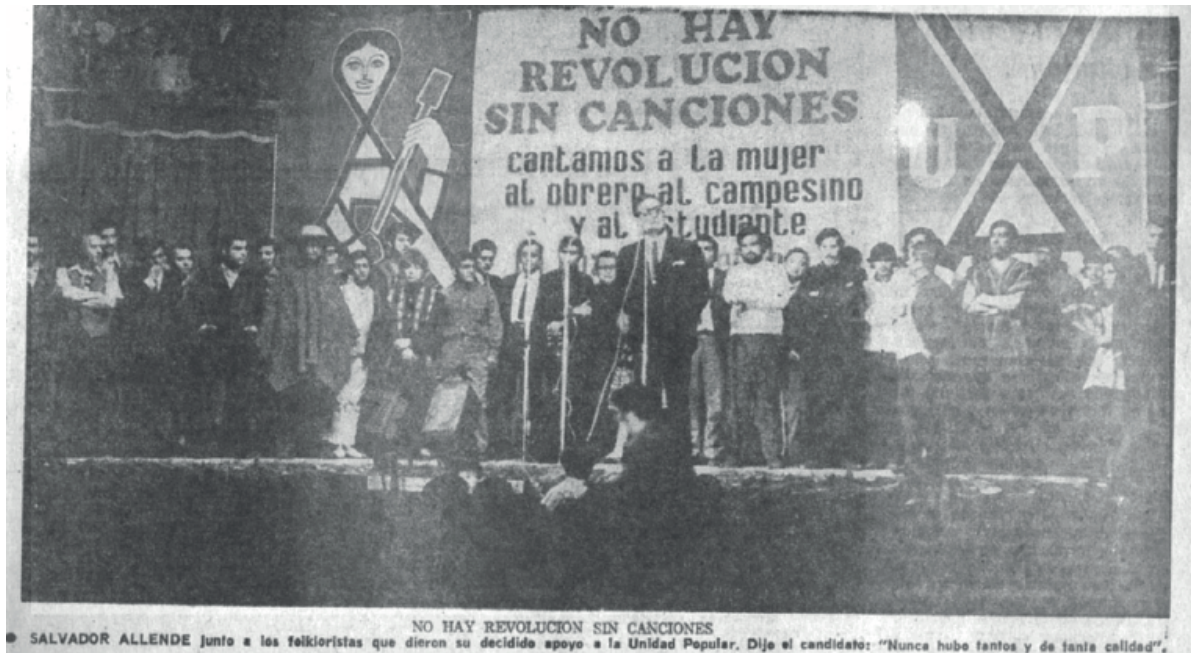 NO HAY
REVOLUCION
SIN CANCIONES
cantamos a la mujer
al obrero al campesino
y al estudiante
U P
NO HAY REVOLUCION SIN CANCIONES
● SALVADOR ALLENDE junto a los folkloristas que dieron su decidido apoyo a la Unidad Popular. Dijo el candidato: "Nunca hubo tantos y de tanta calidad".